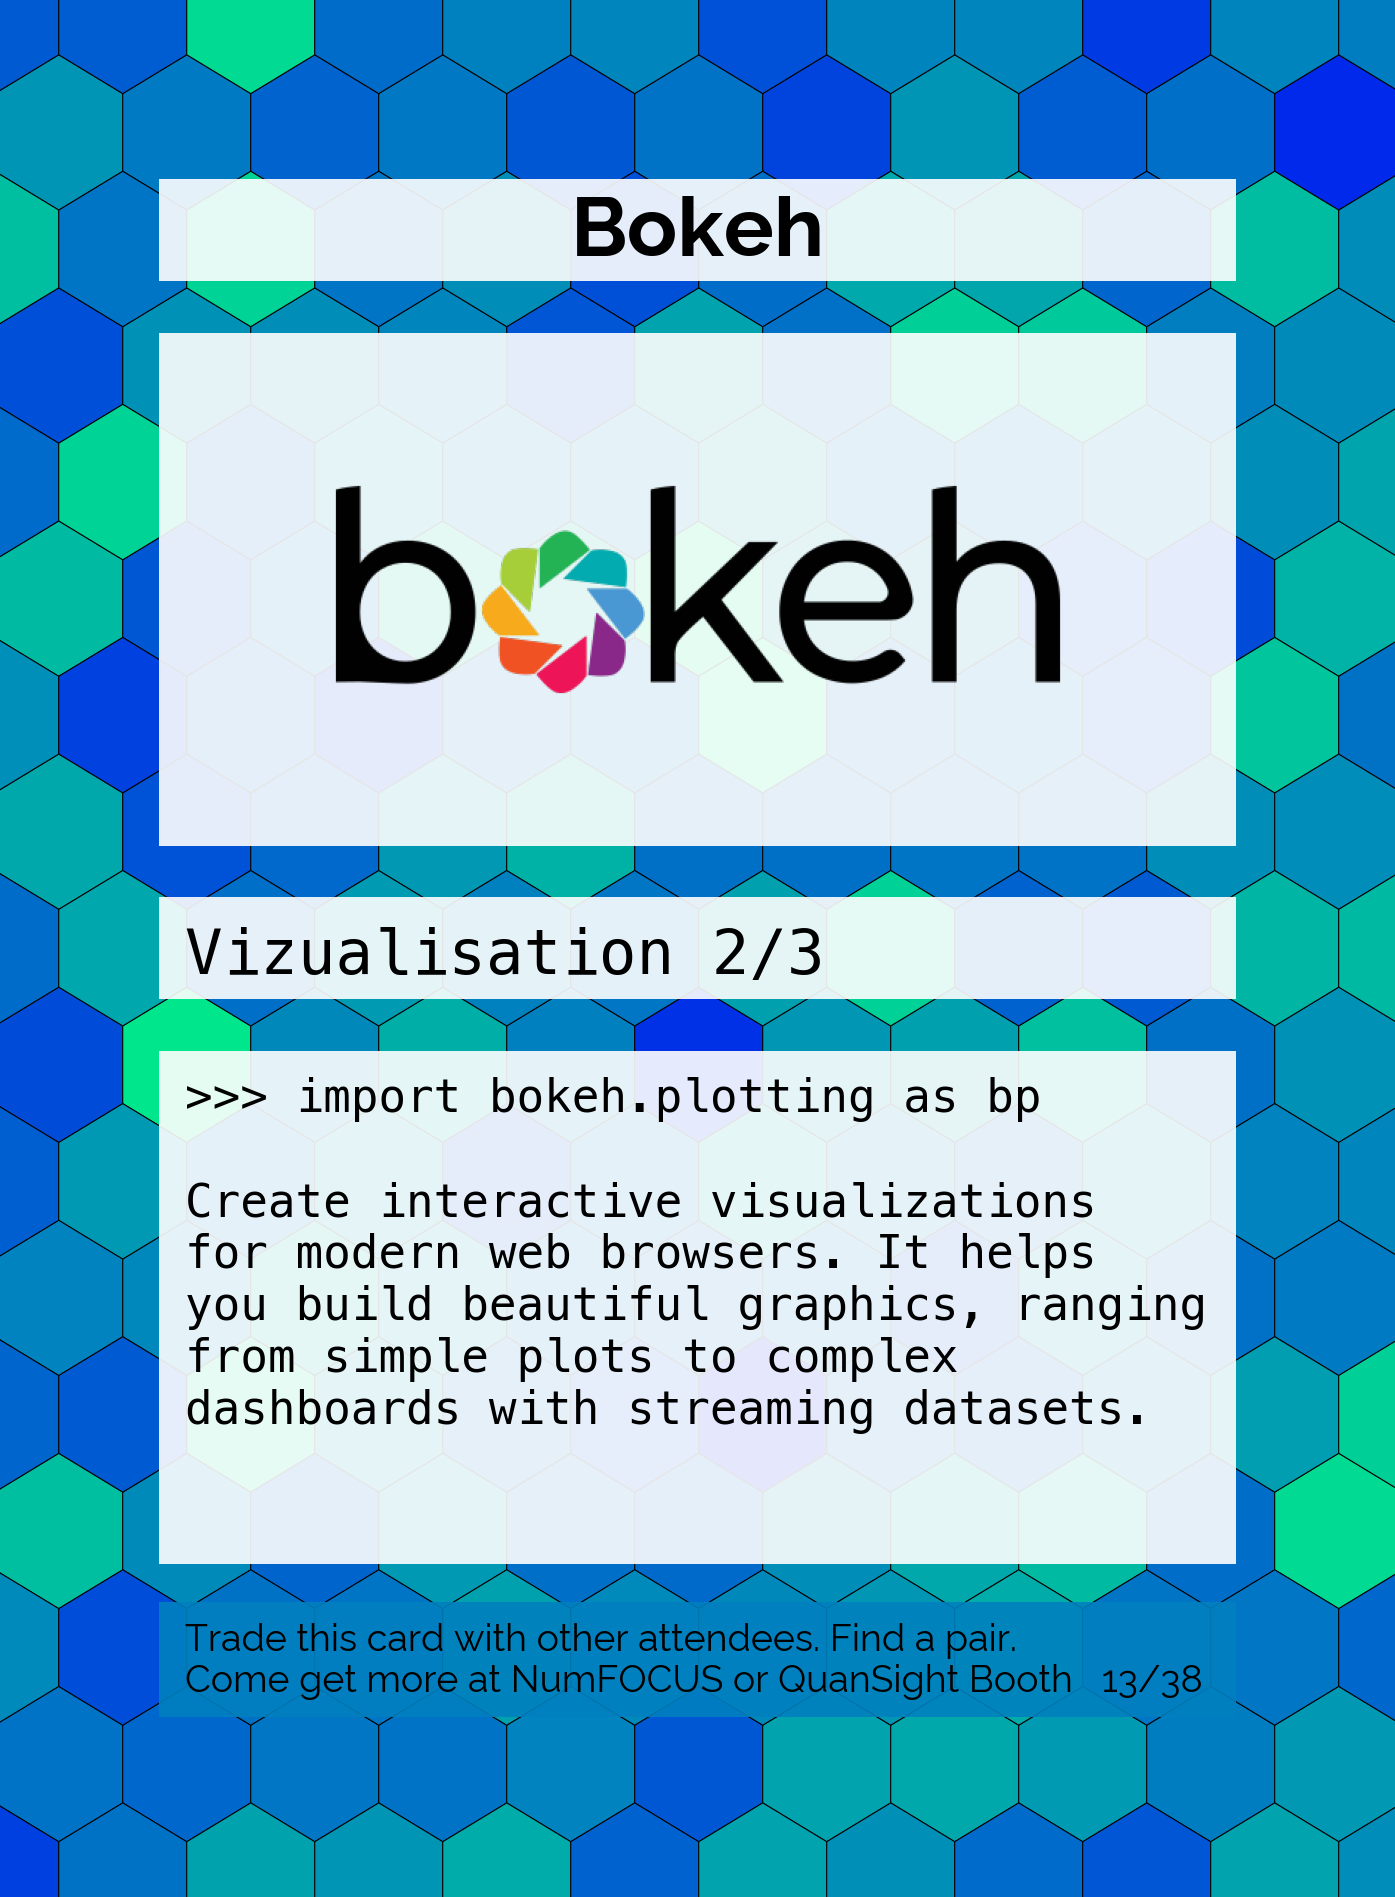 Bokeh
bokeh
Vizualisation 2/3
>>> import bokeh.plotting as bp
Create interactive visualizations
for modern web browsers. It helps
you build beautiful graphics, ranging
from simple plots to complex
dashboards with streaming datasets.
Trade this card with other attendees. Find a pair.
Come get more at NumFOCUS or QuanSight Booth 13/38